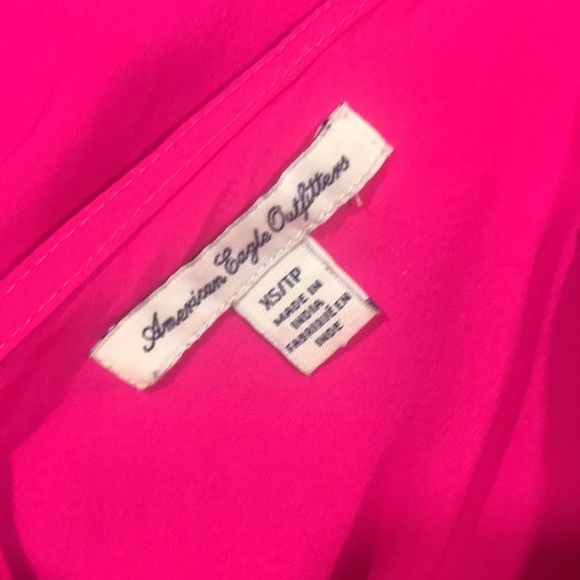 American Eagle Outfitters
XS/TP
MADE IN
INDIA
FABRIQUÉ EN
INDE